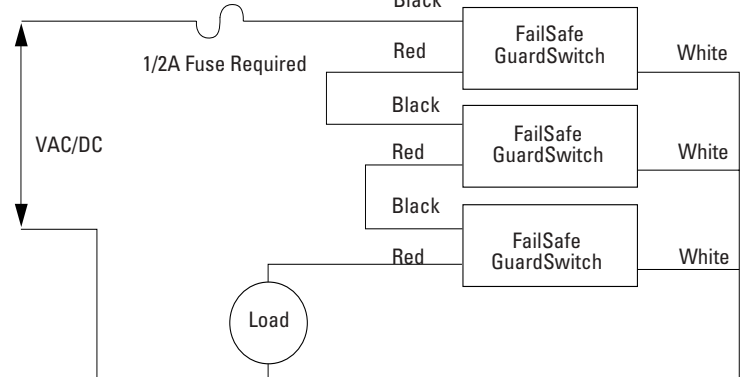 Black
FailSafe
GuardSwitch
Red
White
1/2A Fuse Required
Black
FailSafe
GuardSwitch
VAC/DC
Red
White
Black
FailSafe
GuardSwitch
Red
White
Load